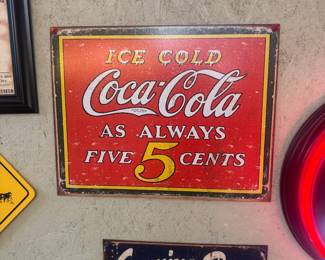 ICE COLD
Coca-Cola
AS ALWAYS
FIVE 5 CENTS